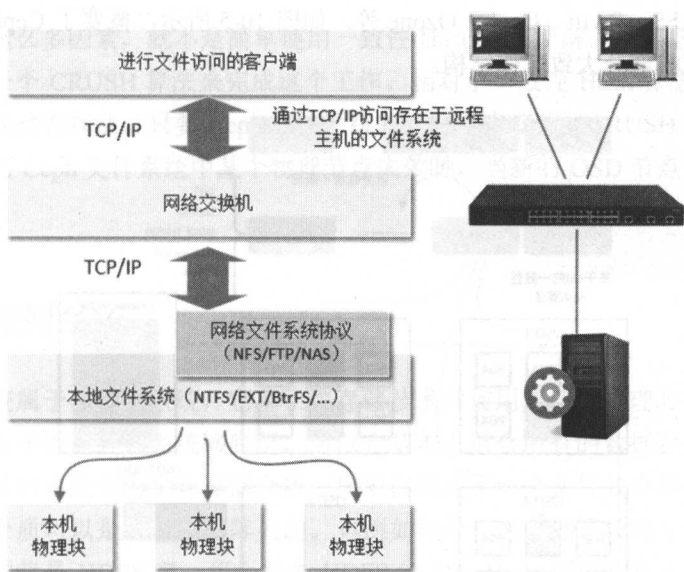 进行文件访问的客户端
TCP/IP
通过TCP/IP访问存在于远程
主机的文件系统
网络交换机
TCP/IP
网络文件系统协议
(NFS/FTP/NAS)
本地文件系统(NTFS/EXT/BtrFS/...)
本机
物理块
本机
物理块
本机
物理块